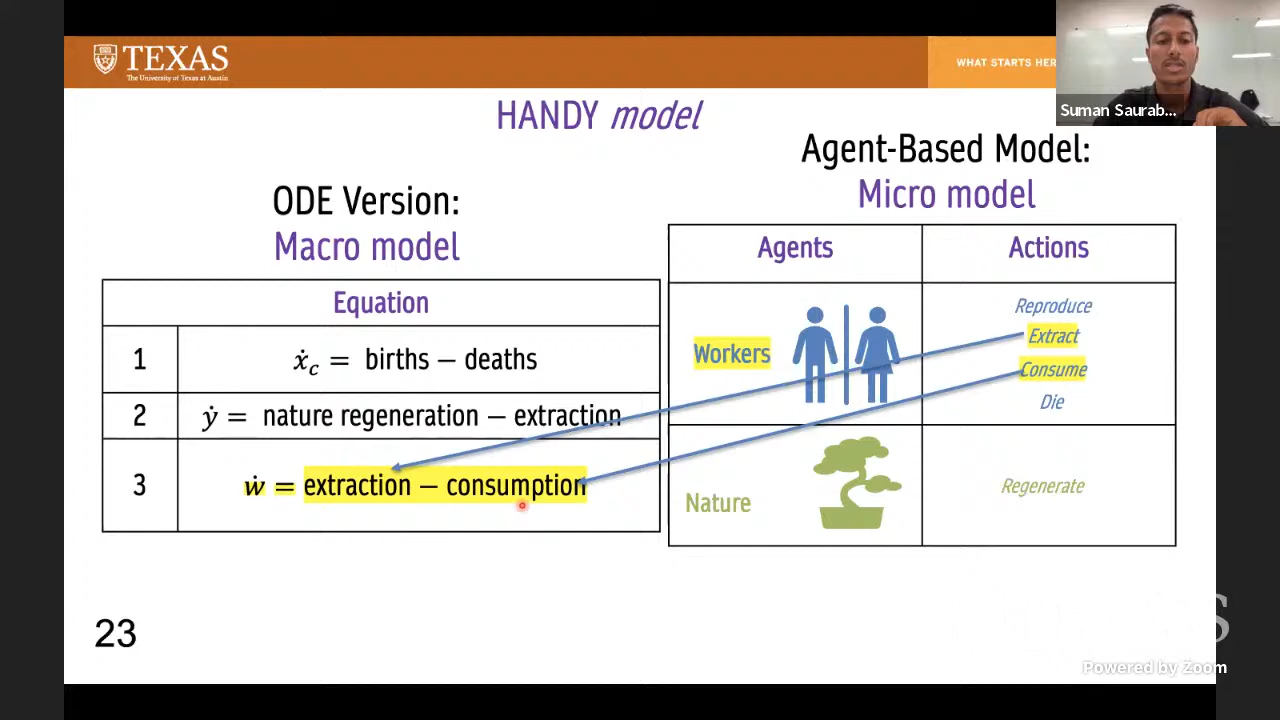 TEXAS
The University of Texas at Austin
WHAT STARTS HER
Suman Saurab...
HANDY model
ODE Version:
Macro model
Equation
1 ẋc = births − deaths
2 ẏ = nature regeneration − extraction
3 ẇ = extraction − consumption
Agent-Based Model:
Micro model
Agents Actions
Workers
Reproduce
Extract
Consume
Die
Nature
Regenerate
23
S
Powered by Zoom